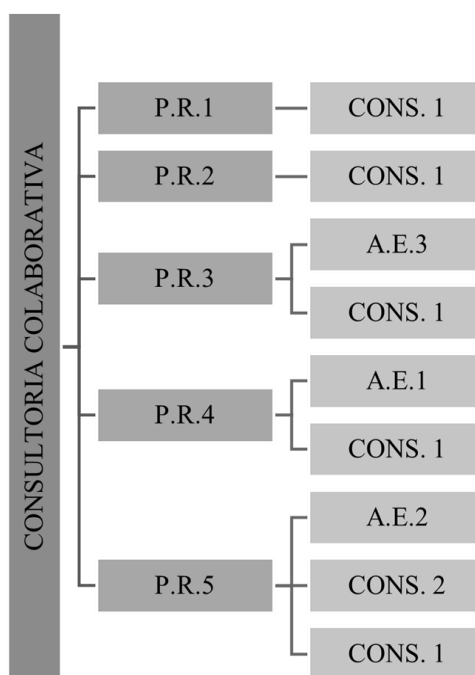 CONSULTORIA COLABORATIVA
P.R.1
CONS. 1
P.R.2
CONS. 1
P.R.3
A.E.3
CONS. 1
P.R.4
A.E.1
CONS. 1
P.R.5
A.E.2
CONS. 2
CONS. 1